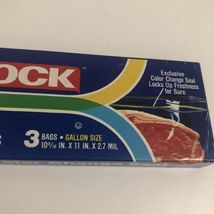 OCK™
Exclusive
Color Change Seal
Locks Up Freshness
for Sure
3 BAGS • GALLON SIZE
10 9/16 IN. X 11 IN. X 2.7 MIL